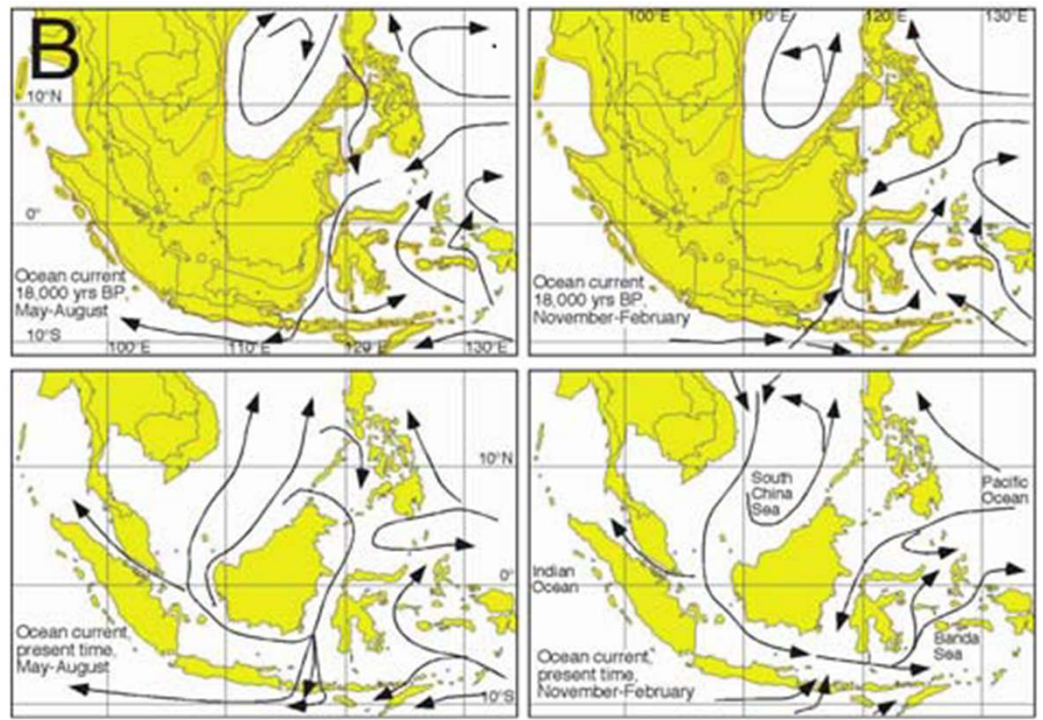 B
10°N
0°
Ocean current
18,000 yrs BP,
May-August
10°S
100°E 110°E 129°E 130°E
100°E 110°E 120°E 130°E
Ocean current
18,000 yrs BP,
November-February
10°N
0°
Ocean current,
present time,
May-August
10°S
South
China
Sea
Pacific
Ocean
Indian
Ocean
Banda
Sea
Ocean current,
present time,
November-February